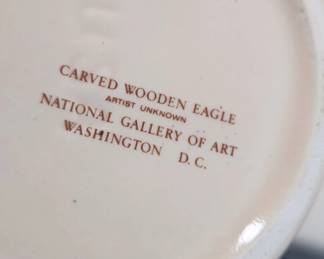 CARVED WOODEN EAGLE
ARTIST UNKNOWN
NATIONAL GALLERY OF ART
WASHINGTON D.C.